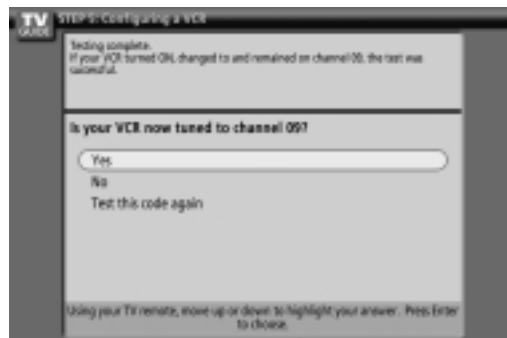 TV
GUIDE
STEP 5: Configuring a VCR
Testing complete.
If your VCR turned ON, changed to and remained on channel 09, the test was
successful.
Is your VCR now tuned to channel 09?
Yes
No
Test this code again
Using your TV remote, move up or down to highlight your answer. Press Enter
to choose.